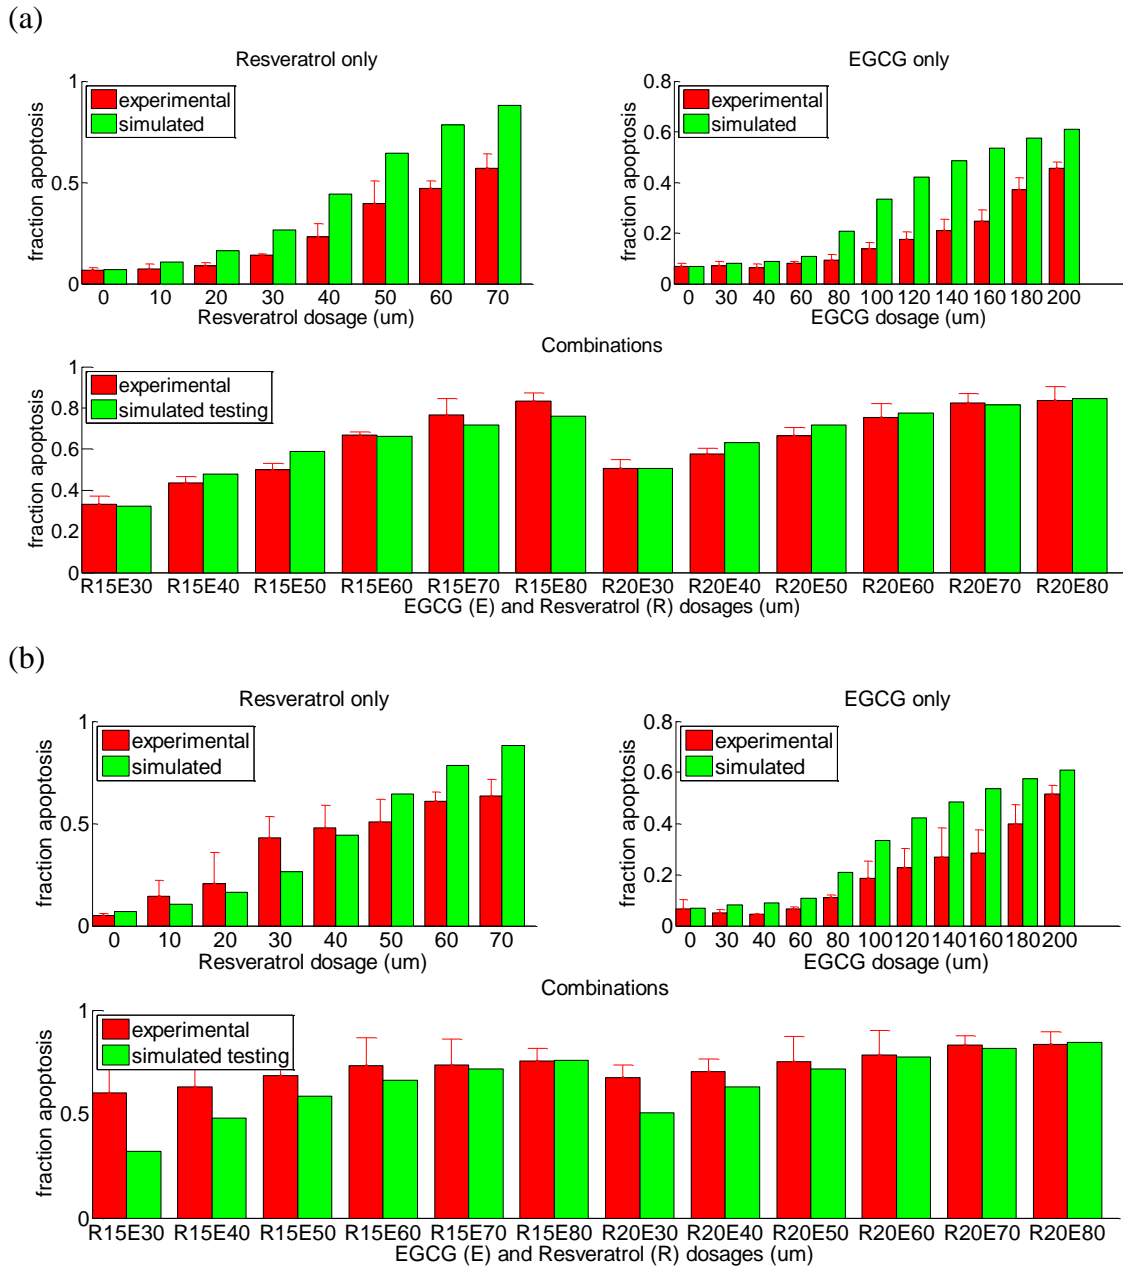 (a)
Resveratrol only
1
0.5
0
fraction apoptosis
experimental
simulated
0 10 20 30 40 50 60 70
Resveratrol dosage (um)
EGCG only
0.8
0.6
0.4
0.2
0
fraction apoptosis
experimental
simulated
0 30 40 60 80 100 120 140 160 180 200
EGCG dosage (um)
Combinations
1
0.8
0.6
0.4
0.2
0
fraction apoptosis
experimental
simulated testing
R15E30 R15E40 R15E50 R15E60 R15E70 R15E80 R20E30 R20E40 R20E50 R20E60 R20E70 R20E80
EGCG (E) and Resveratrol (R) dosages (um)
(b)
Resveratrol only
1
0.5
0
fraction apoptosis
experimental
simulated
0 10 20 30 40 50 60 70
Resveratrol dosage (um)
EGCG only
0.8
0.6
0.4
0.2
0
fraction apoptosis
experimental
simulated
0 30 40 60 80 100 120 140 160 180 200
EGCG dosage (um)
Combinations
1
0.5
0
fraction apoptosis
experimental
simulated testing
R15E30 R15E40 R15E50 R15E60 R15E70 R15E80 R20E30 R20E40 R20E50 R20E60 R20E70 R20E80
EGCG (E) and Resveratrol (R) dosages (um)